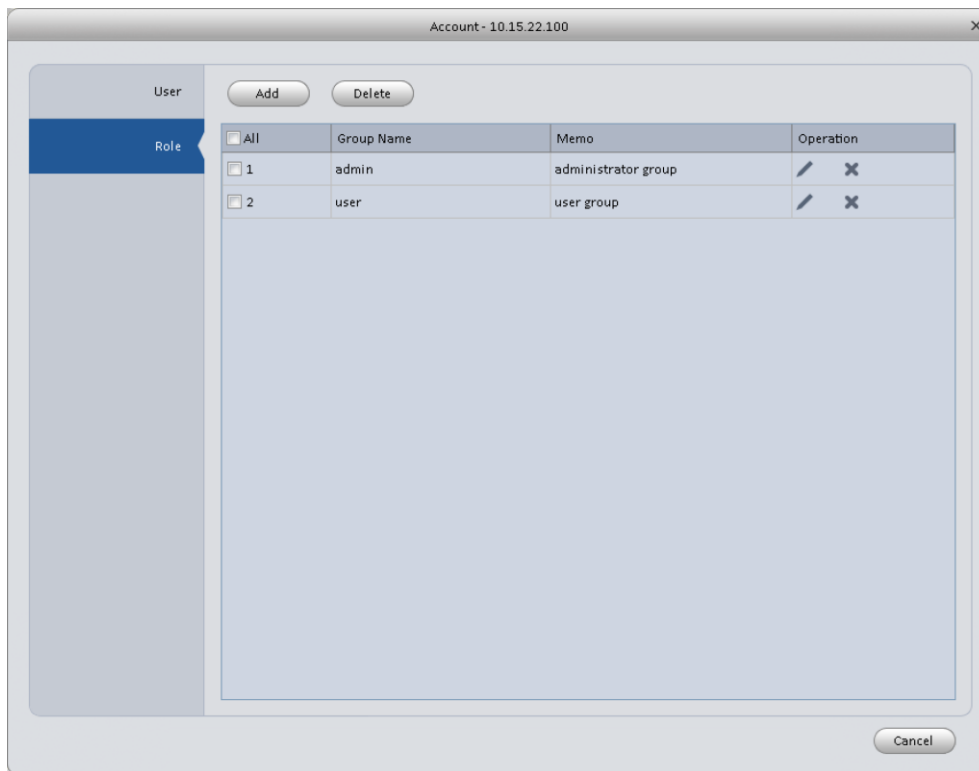 Account - 10.15.22.100
User
Add Delete
Role
All Group Name Memo Operation
1 admin administrator group
2 user user group
Cancel